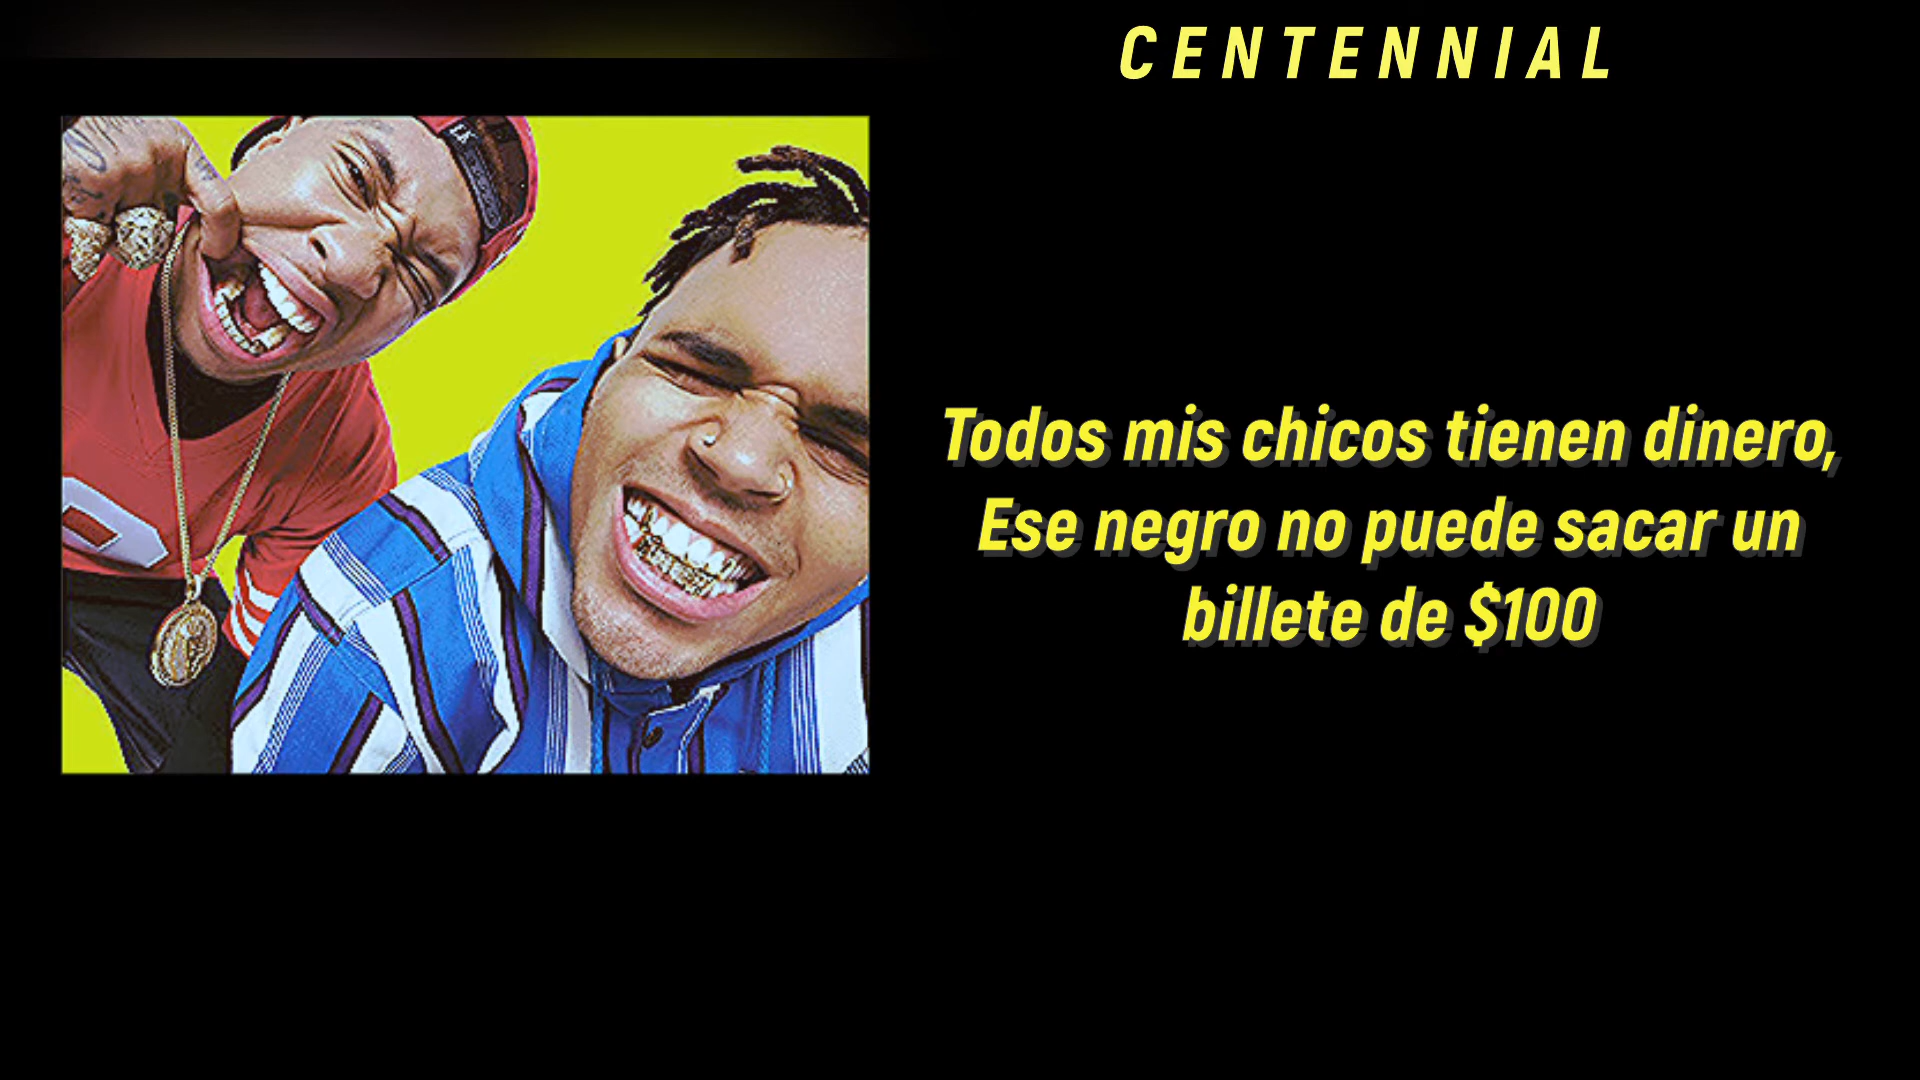 CENTENNIAL
Todos mis chicos tienen dinero,
Ese negro no puede sacar un
billete de $100